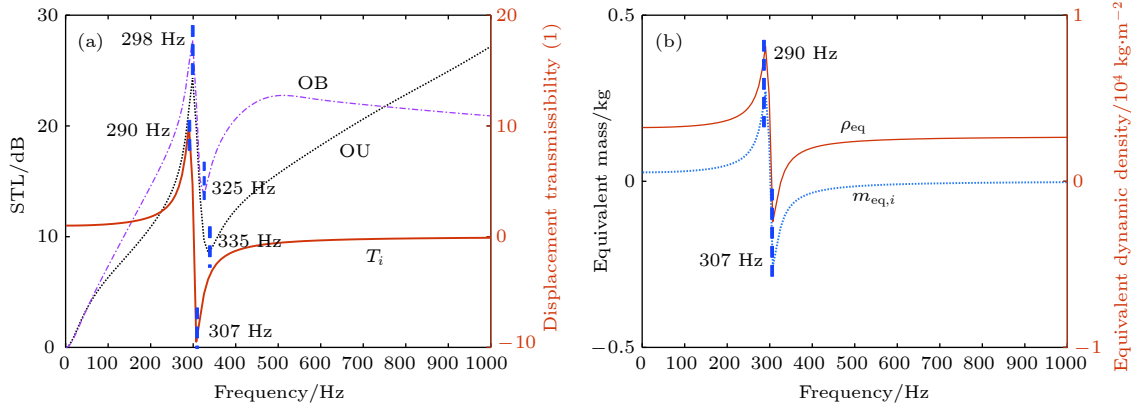 (a)
298 Hz
290 Hz
OB
OU
325 Hz
335 Hz
T_i
307 Hz
STL/dB
0
10
20
30
Displacement transmissibility (1)
20
10
0
−10
0 100 200 300 400 500 600 700 800 900 1000
Frequency/Hz
(b)
290 Hz
ρ_eq
m_eq,i
307 Hz
Equivalent mass/kg
0.5
0
−0.5
Equivalent dynamic density/10⁴ kg·m⁻²
1
0
−1
0 100 200 300 400 500 600 700 800 900 1000
Frequency/Hz